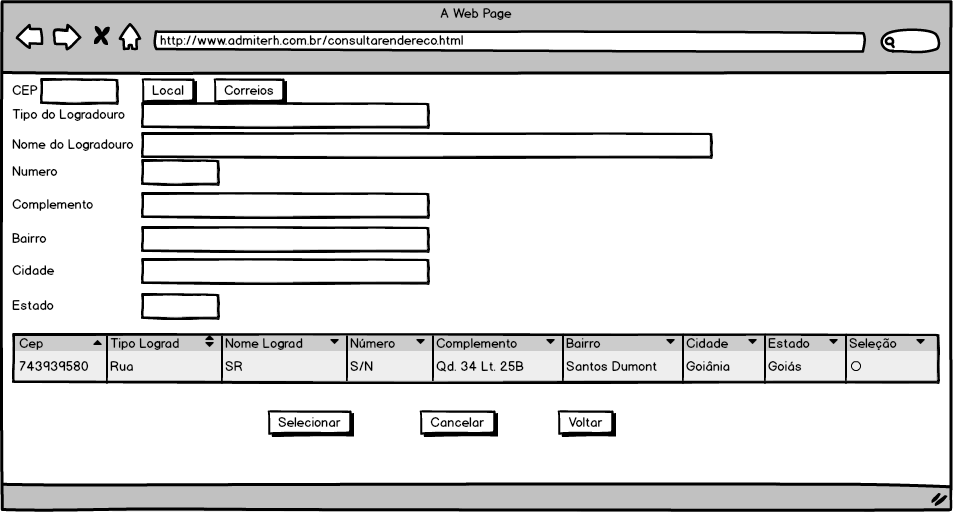 A Web Page
http://www.admiterh.com.br/consultarendereco.html
CEP Local Correios
Tipo do Logradouro
Nome do Logradouro
Numero
Complemento
Bairro
Cidade
Estado
Cep Tipo Lograd Nome Lograd Número Complemento Bairro Cidade Estado Seleção
743939580 Rua SR S/N Qd. 34 Lt. 25B Santos Dumont Goiânia Goiás
Selecionar Cancelar Voltar